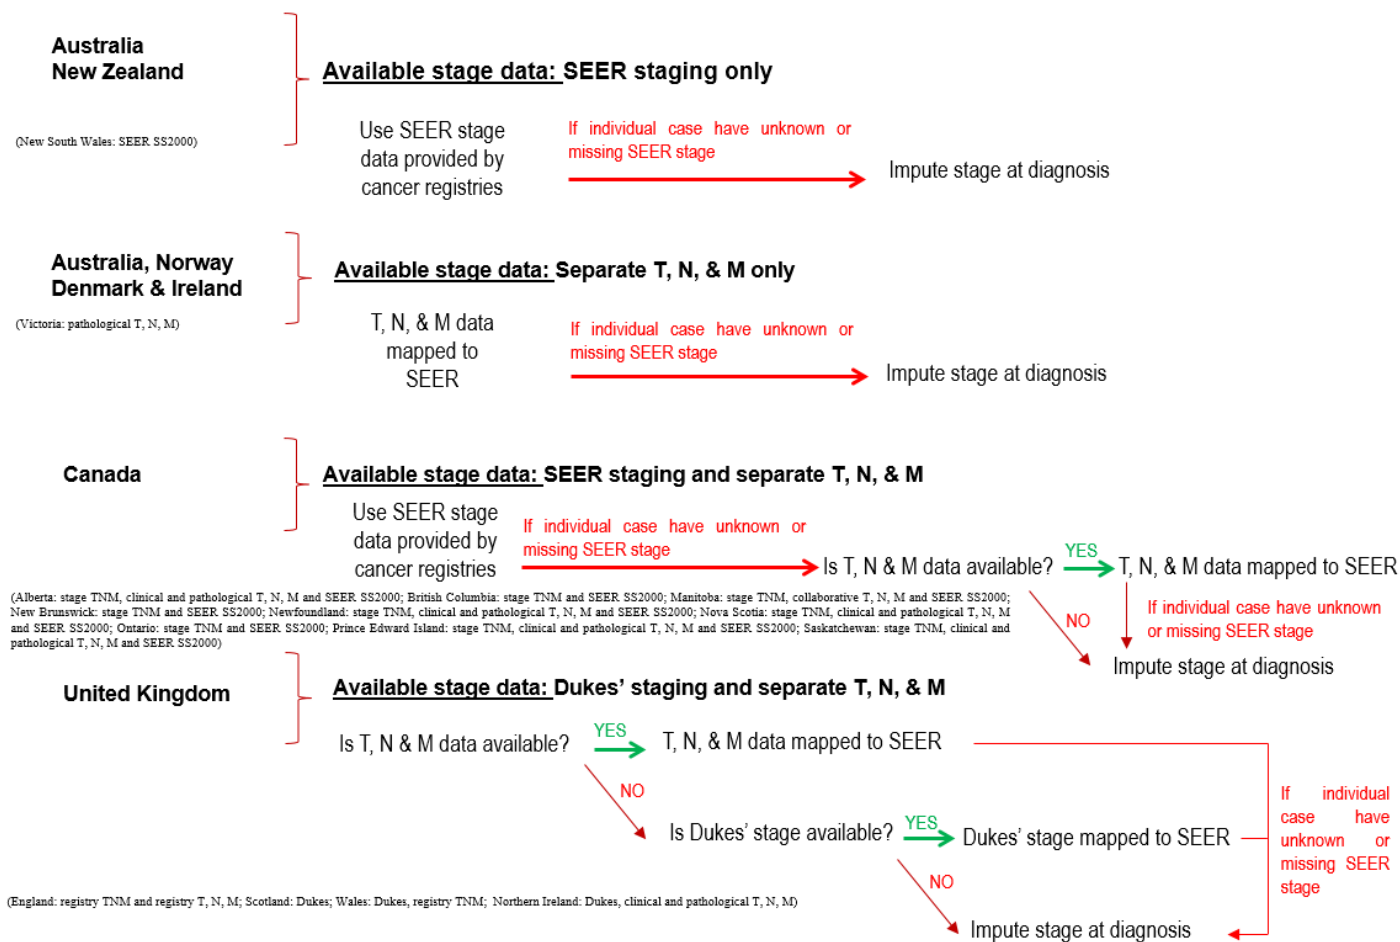 Australia
New Zealand
(New South Wales: SEER SS2000)
Available stage data: SEER staging only
Use SEER stage
data provided by
cancer registries
If individual case have unknown or
missing SEER stage
Impute stage at diagnosis
Australia, Norway
Denmark & Ireland
(Victoria: pathological T, N, M)
Available stage data: Separate T, N, & M only
T, N, & M data
mapped to
SEER
If individual case have unknown or
missing SEER stage
Impute stage at diagnosis
Canada
Available stage data: SEER staging and separate T, N, & M
Use SEER stage
data provided by
cancer registries
If individual case have unknown or
missing SEER stage
Is T, N & M data available?
YES
T, N, & M data mapped to SEER
NO
If individual case have unknown
or missing SEER stage
Impute stage at diagnosis
(Alberta: stage TNM, clinical and pathological T, N, M and SEER SS2000; British Columbia: stage TNM and SEER SS2000; Manitoba: stage TNM, collaborative T, N, M and SEER SS2000;
New Brunswick: stage TNM and SEER SS2000; Newfoundland: stage TNM, clinical and pathological T, N, M and SEER SS2000; Nova Scotia: stage TNM, clinical and pathological T, N, M
and SEER SS2000; Ontario: stage TNM and SEER SS2000; Prince Edward Island: stage TNM, clinical and pathological T, N, M and SEER SS2000; Saskatchewan: stage TNM, clinical and
pathological T, N, M and SEER SS2000)
United Kingdom
Available stage data: Dukes' staging and separate T, N, & M
Is T, N & M data available?
YES
T, N, & M data mapped to SEER
NO
Is Dukes' stage available?
YES
Dukes' stage mapped to SEER
NO
If individual
case have
unknown or
missing SEER
stage
Impute stage at diagnosis
(England: registry TNM and registry T, N, M; Scotland: Dukes; Wales: Dukes, registry TNM; Northern Ireland: Dukes, clinical and pathological T, N, M)